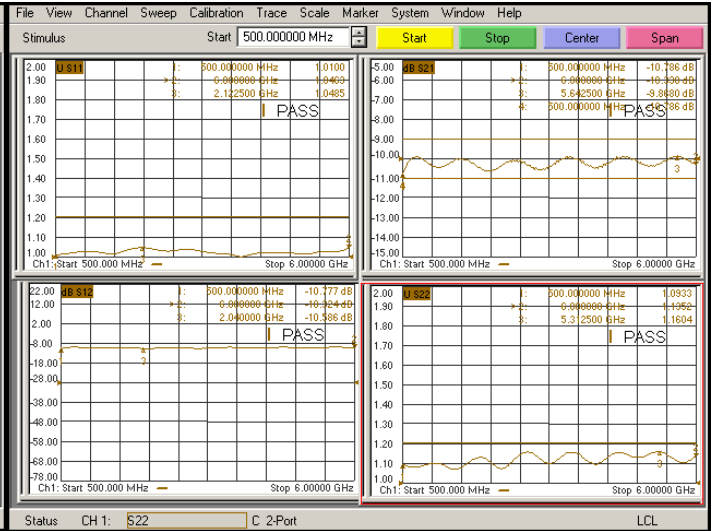 File View Channel Sweep Calibration Trace Scale Marker System Window Help
Stimulus Start 500.000000 MHz Start Stop Center Span
2.00 U S11 1: 500.000000 MHz 1.0100
1.90 > 2: 6.000000 GHz
1.80 3: 2.122500 GHz 1.0485
1.70 PASS
1.60
1.50
1.40
1.30
1.20
1.10
1.00
Ch1: Start 500.000 MHz Stop 6.00000 GHz
-5.00 dB S21 1: 500.000000 MHz -10.786 dB
-6.00 2: 6.000000 GHz
3: 5.642500 GHz -9.8680 dB
4: 500.000000 MHz -10.786 dB
-8.00 PASS
-9.00
-10.00
-11.00
-12.00
-13.00
-14.00
-15.00
Ch1: Start 500.000 MHz Stop 6.00000 GHz
22.00 dB S12 1: 500.000000 MHz -10.777 dB
12.00 > 2: 6.000000 GHz -10.324 dB
3: 2.040000 GHz -10.586 dB
2.00 PASS
-8.00
-18.00
-28.00
-38.00
-48.00
-58.00
-68.00
-78.00
Ch1: Start 500.000 MHz Stop 6.00000 GHz
2.00 U S22 1: 500.000000 MHz 1.0933
1.90 > 2: 6.000000 GHz 1.1352
1.80 3: 5.312500 GHz 1.1604
1.70 PASS
1.60
1.50
1.40
1.30
1.20
1.10
1.00
Ch1: Start 500.000 MHz Stop 6.00000 GHz
Status CH 1: S22 C 2-Port LCL